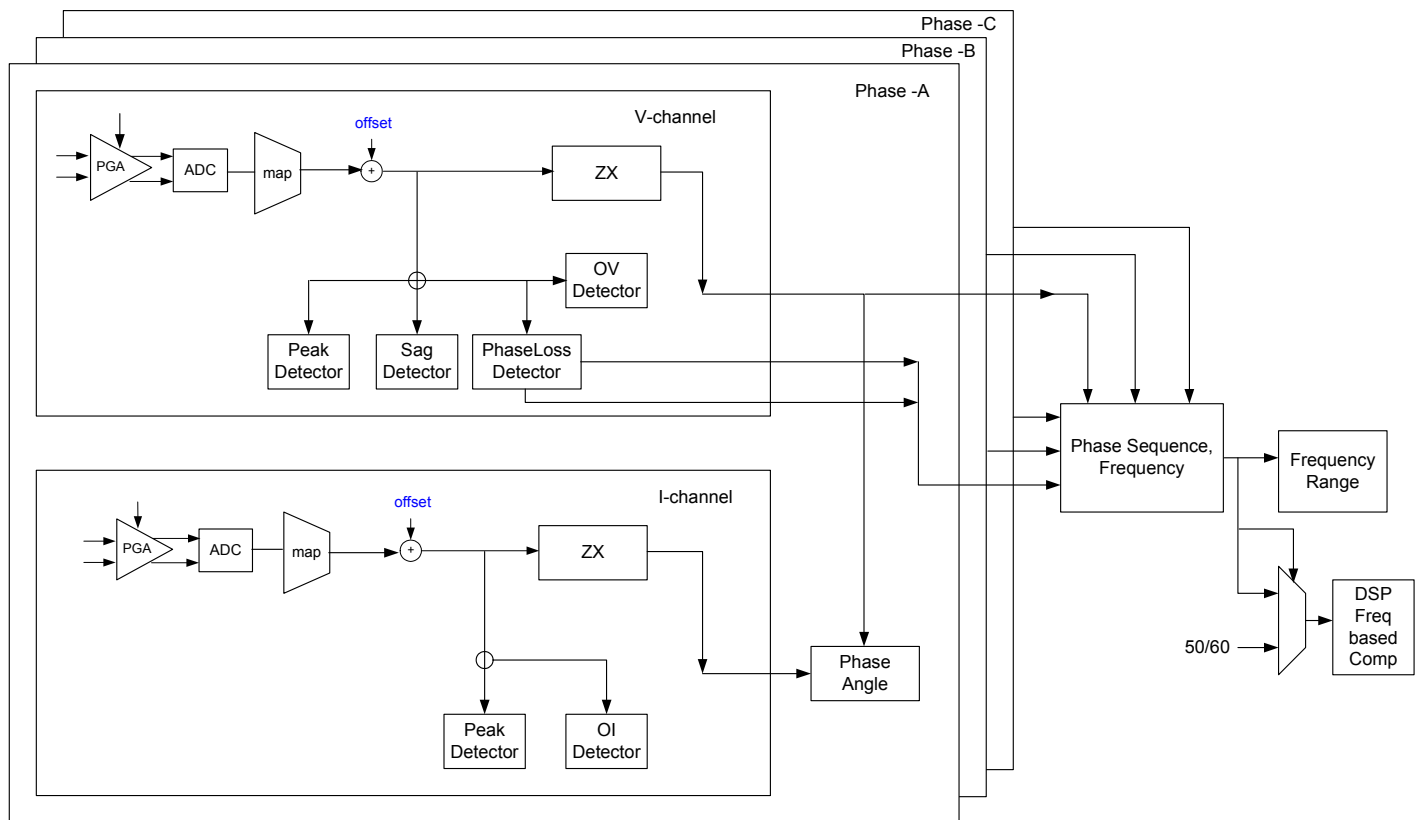 Phase -C
Phase -B
Phase -A
V-channel
offset
PGA
ADC
map
+
ZX
OV
Detector
Peak
Detector
Sag
Detector
PhaseLoss
Detector
Phase Sequence,
Frequency
Frequency
Range
I-channel
offset
PGA
ADC
map
+
ZX
Peak
Detector
OI
Detector
Phase
Angle
50/60
DSP
Freq
based
Comp